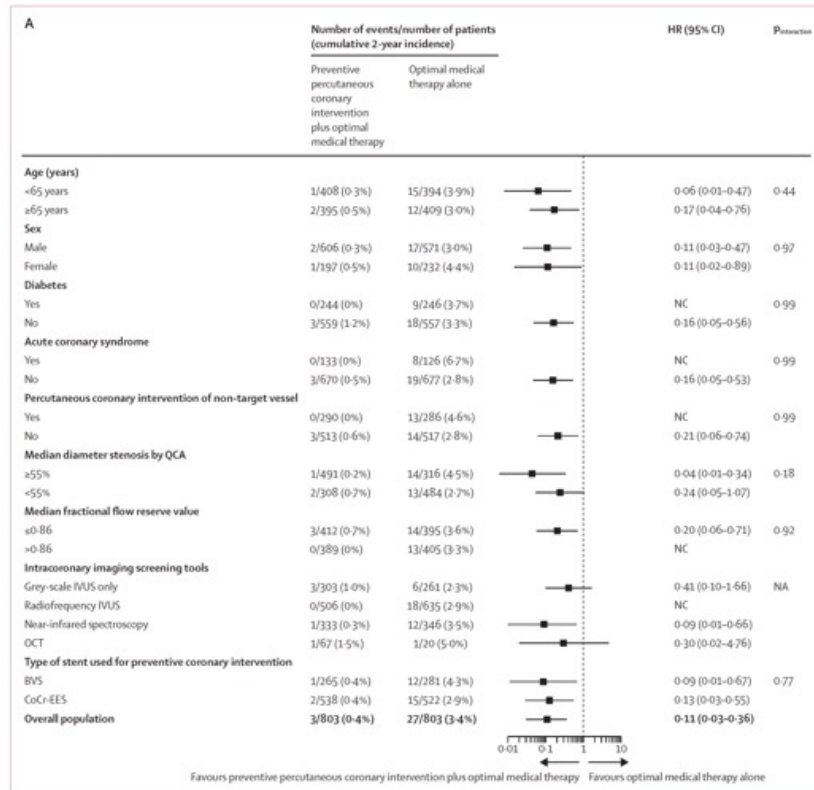 A
Number of events/number of patients (cumulative 2-year incidence) HR (95% CI) Pinteraction
Preventive percutaneous coronary intervention plus optimal medical therapy Optimal medical therapy alone
Age (years)
<65 years 1/408 (0·3%) 15/394 (3·9%) 0·06 (0·01–0·47) 0·44
≥65 years 2/395 (0·5%) 12/409 (3·0%) 0·17 (0·04–0·76)
Sex
Male 2/606 (0·3%) 17/571 (3·0%) 0·11 (0·03–0·47) 0·97
Female 1/197 (0·5%) 10/232 (4·4%) 0·11 (0·02–0·89)
Diabetes
Yes 0/244 (0%) 9/246 (3·7%) NC 0·99
No 3/559 (1·2%) 18/557 (3·3%) 0·16 (0·05–0·56)
Acute coronary syndrome
Yes 0/133 (0%) 8/126 (6·7%) NC 0·99
No 3/670 (0·5%) 19/677 (2·8%) 0·16 (0·05–0·53)
Percutaneous coronary intervention of non-target vessel
Yes 0/290 (0%) 13/286 (4·6%) NC 0·99
No 3/513 (0·6%) 14/517 (2·8%) 0·21 (0·06–0·74)
Median diameter stenosis by QCA
≥55% 1/491 (0·2%) 14/316 (4·5%) 0·04 (0·01–0·34) 0·18
<55% 2/308 (0·7%) 13/484 (2·7%) 0·24 (0·05–1·07)
Median fractional flow reserve value
≤0·86 3/412 (0·7%) 14/395 (3·6%) 0·20 (0·06–0·71) 0·92
>0·86 0/389 (0%) 13/405 (3·3%) NC
Intracoronary imaging screening tools
Grey-scale IVUS only 3/303 (1·0%) 6/261 (2·3%) 0·41 (0·10–1·66) NA
Radiofrequency IVUS 0/506 (0%) 18/635 (2·9%) NC
Near-infrared spectroscopy 1/333 (0·3%) 12/346 (3·5%) 0·09 (0·01–0·66)
OCT 1/67 (1·5%) 1/20 (5·0%) 0·30 (0·02–4·76)
Type of stent used for preventive coronary intervention
BVS 1/265 (0·4%) 12/281 (4·3%) 0·09 (0·01–0·67) 0·77
CoCr-EES 2/538 (0·4%) 15/522 (2·9%) 0·13 (0·03–0·55)
Overall population 3/803 (0·4%) 27/803 (3·4%) 0·11 (0·03–0·36)
0·01 0·1 1 10
Favours preventive percutaneous coronary intervention plus optimal medical therapy Favours optimal medical therapy alone